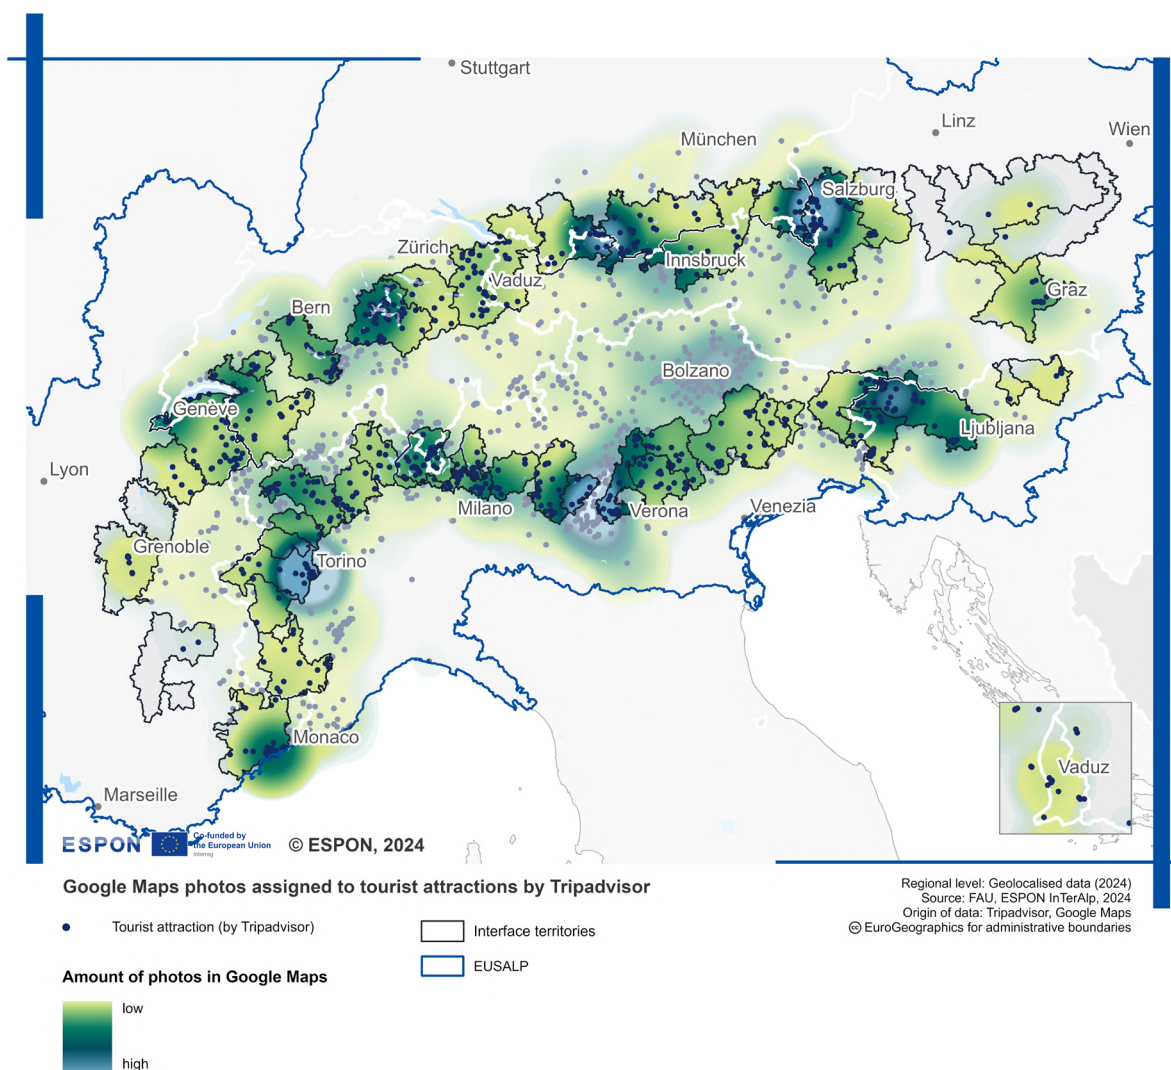 Stuttgart
Linz
Wien
München
Salzburg
Zürich
Innsbruck
Vaduz
Graz
Bern
Bolzano
Genève
Ljubljana
Lyon
Milano
Verona
Venezia
Grenoble
Torino
Monaco
Vaduz
Marseille
ESPON
Co-funded by
the European Union
Interreg
© ESPON, 2024
Google Maps photos assigned to tourist attractions by Tripadvisor
Regional level: Geolocalised data (2024)
Source: FAU, ESPON InTerAlp, 2024
Origin of data: Tripadvisor, Google Maps
cc EuroGeographics for administrative boundaries
Tourist attraction (by Tripadvisor)
Interface territories
EUSALP
Amount of photos in Google Maps
low
high